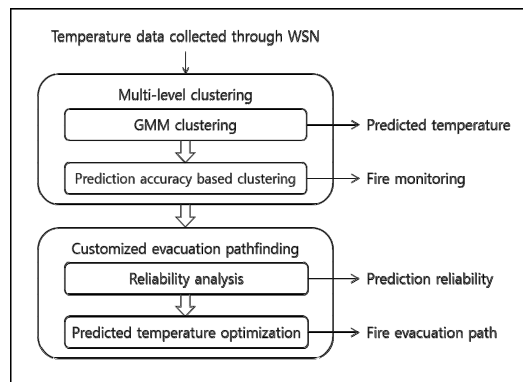 Temperature data collected through WSN
Multi-level clustering
GMM clustering
Predicted temperature
Prediction accuracy based clustering
Fire monitoring
Customized evacuation pathfinding
Reliability analysis
Prediction reliability
Predicted temperature optimization
Fire evacuation path